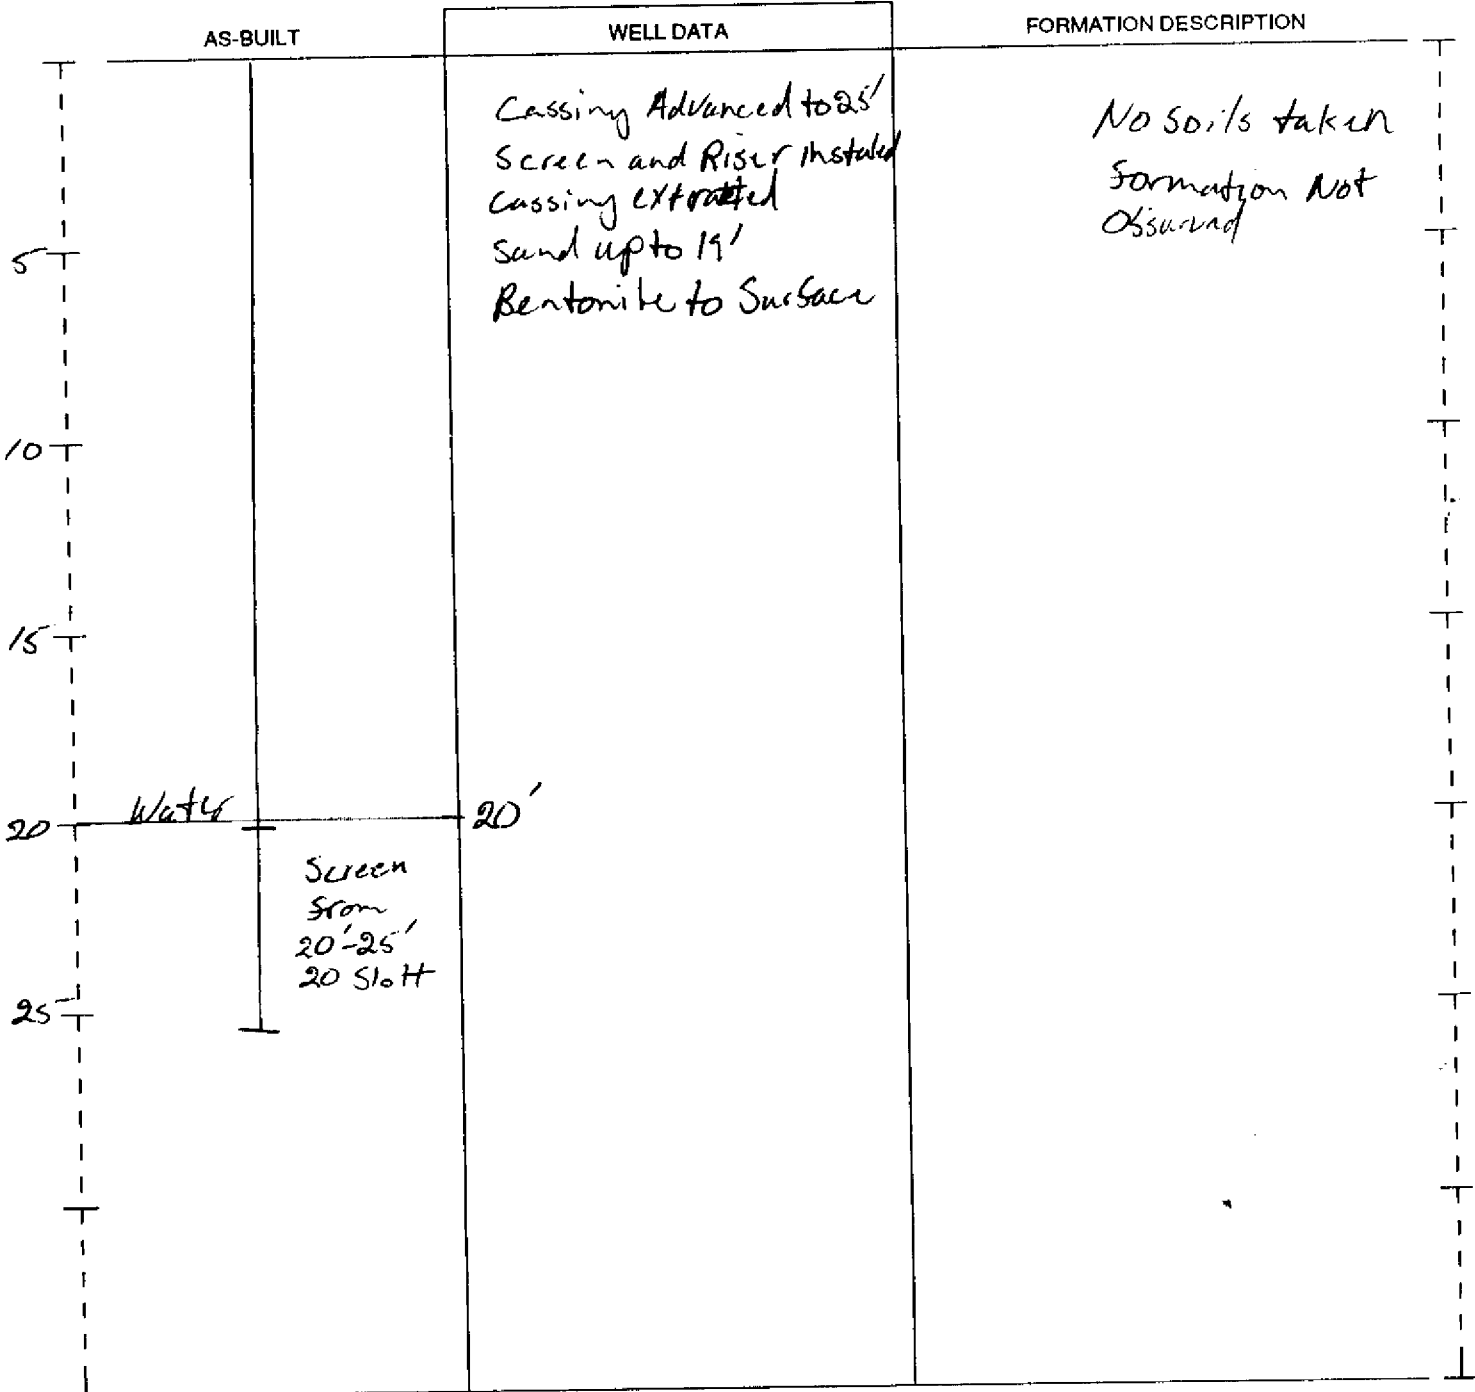 AS-BUILT
WELL DATA
FORMATION DESCRIPTION
Cassing Advanced to 25'
Screen and Riser Instaled
Cassing extracted
Sand up to 19'
Bentonite to Surface
No soils taken
Formation Not
Observed
5
10
15
20
Water
20'
Screen
from
20'-25'
20 Slott
25